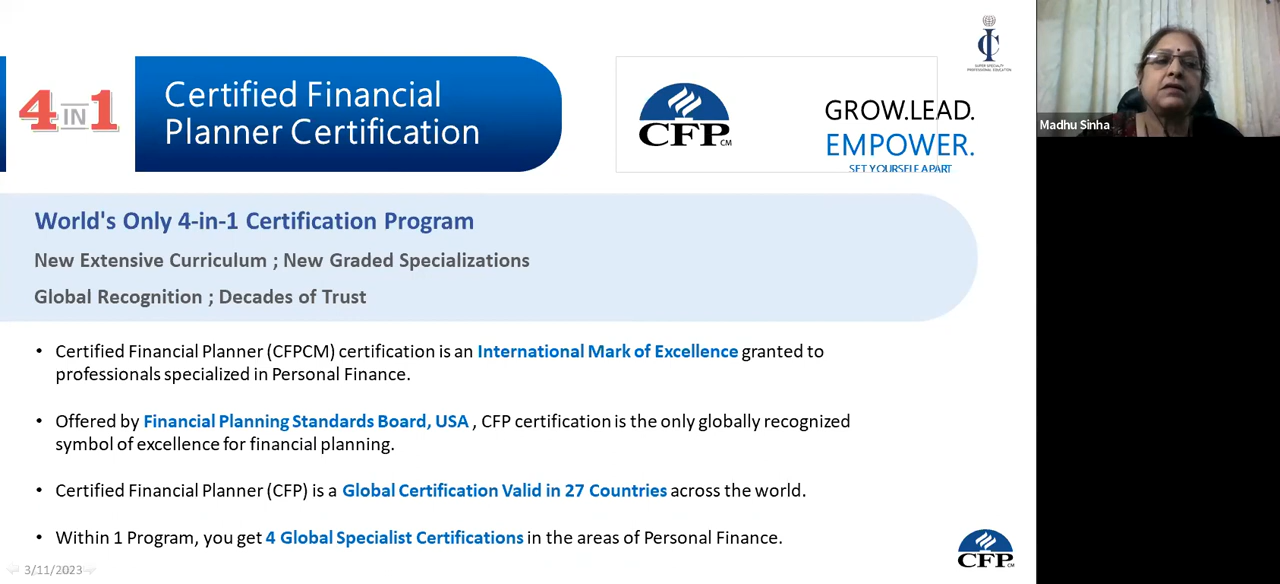 4 IN 1
Certified Financial
Planner Certification
CFP CM
GROW.LEAD.
EMPOWER.
SET YOURSELF APART
SUPER SPECIALTY
PROFESSIONAL EDUCATION
Madhu Sinha
World's Only 4-in-1 Certification Program
New Extensive Curriculum ; New Graded Specializations
Global Recognition ; Decades of Trust
• Certified Financial Planner (CFPCM) certification is an International Mark of Excellence granted to
professionals specialized in Personal Finance.
• Offered by Financial Planning Standards Board, USA , CFP certification is the only globally recognized
symbol of excellence for financial planning.
• Certified Financial Planner (CFP) is a Global Certification Valid in 27 Countries across the world.
• Within 1 Program, you get 4 Global Specialist Certifications in the areas of Personal Finance.
3/11/2023
CFP CM